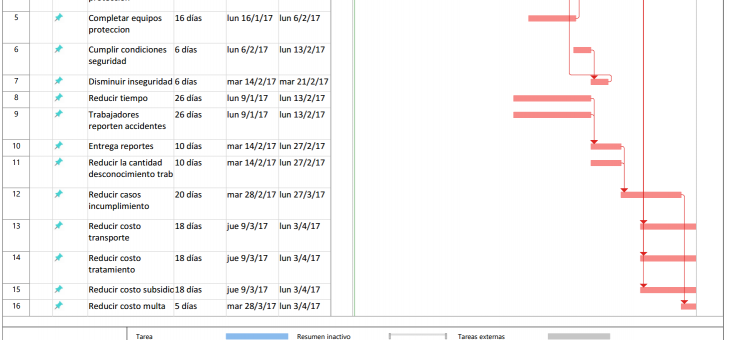 5 Completar equipos 16 días lun 16/1/17 lun 6/2/17
proteccion
6 Cumplir condiciones 6 días lun 6/2/17 lun 13/2/17
seguridad
7 Disminuir inseguridad 6 días mar 14/2/17 mar 21/2/17
8 Reducir tiempo 26 días lun 9/1/17 lun 13/2/17
9 Trabajadores 26 días lun 9/1/17 lun 13/2/17
reporten accidentes
10 Entrega reportes 10 días mar 14/2/17 lun 27/2/17
11 Reducir la cantidad 10 días mar 14/2/17 lun 27/2/17
desconocimiento trab
12 Reducir casos 20 días mar 28/2/17 lun 27/3/17
incumplimiento
13 Reducir costo 18 días jue 9/3/17 lun 3/4/17
transporte
14 Reducir costo 18 días jue 9/3/17 lun 3/4/17
tratamiento
15 Reducir costo subsidic 18 días jue 9/3/17 lun 3/4/17
16 Reducir costo multa 5 días mar 28/3/17 lun 3/4/17
Tarea Resumen inactivo Tareas externas